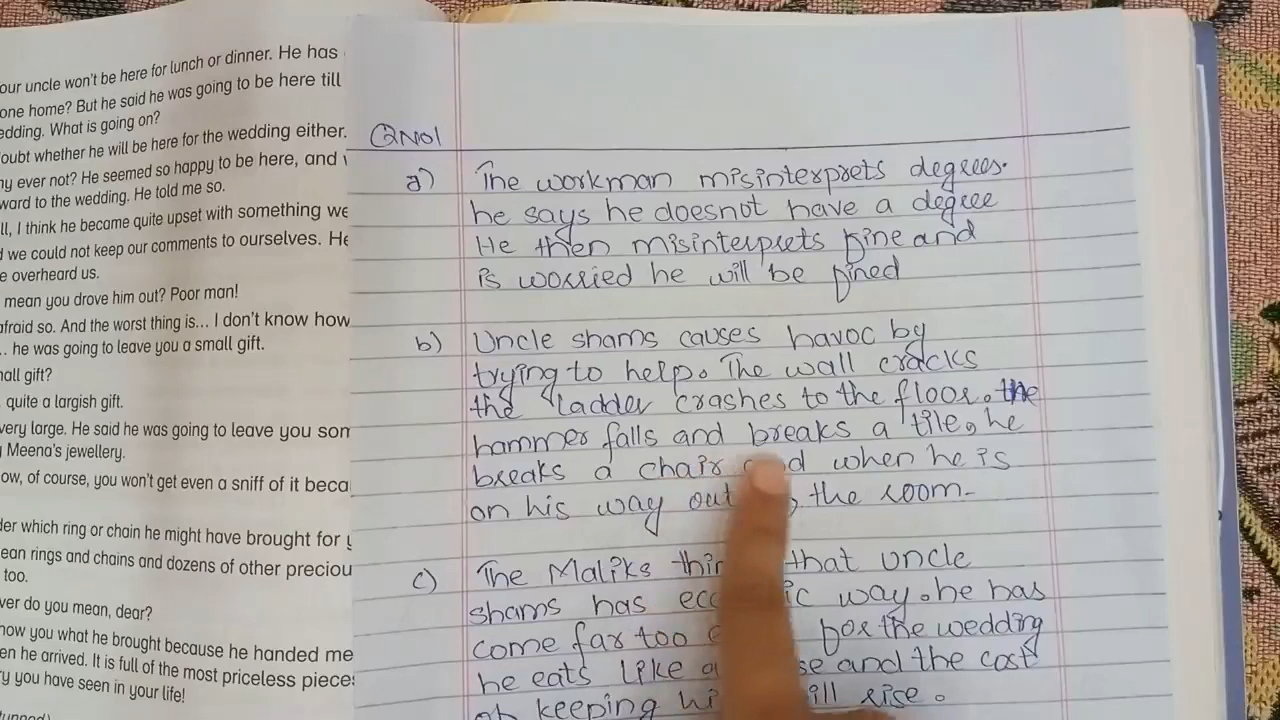 our uncle won't be here for lunch or dinner. He has
one home? But he said he was going to be here till
edding. What is going on?
oubt whether he will be here for the wedding either.
ny ever not? He seemed so happy to be here, and
ward to the wedding. He told me so.
ll, I think he became quite upset with something we
d we could not keep our comments to ourselves. He
e overheard us.
mean you drove him out? Poor man!
afraid so. And the worst thing is... I don't know how
.. he was going to leave you a small gift.
mall gift?
quite a largish gift.
very large. He said he was going to leave you son
Meena's jewellery.
ow, of course, you won't get even a sniff of it beca
der which ring or chain he might have brought for y
ean rings and chains and dozens of other preciou
too.
ver do you mean, dear?
now you what he brought because he handed me
en he arrived. It is full of the most priceless pieces
ry you have seen in your life!
QNo1
a) The workman misinterprets degrees.
he says he doesnot have a degree
He then misinterprets fine and
is worried he will be fined
b) Uncle shams causes havoc by
trying to help. The wall cracks
the ladder crashes to the floor. the
hammer falls and breaks a tile, he
breaks a chair when he is
on his way out the room.
c) The Maliks that uncle
shams has way. he has
come far too for the wedding
he eats like and the cost
of keeping rise.